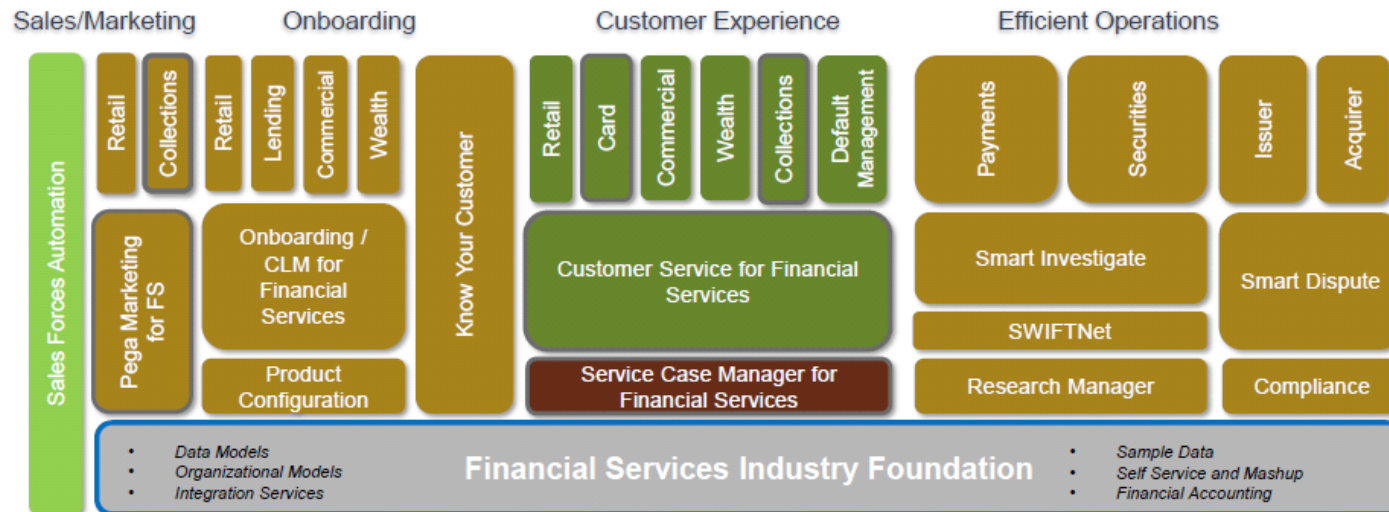 Sales/Marketing
Onboarding
Customer Experience
Efficient Operations
Sales Forces Automation
Retail
Collections
Pega Marketing
for FS
Retail
Lending
Commercial
Wealth
Onboarding /
CLM for
Financial
Services
Product
Configuration
Know Your Customer
Retail
Card
Commercial
Wealth
Collections
Default
Management
Customer Service for Financial
Services
Service Case Manager for
Financial Services
Payments
Securities
Issuer
Acquirer
Smart Investigate
SWIFTNet
Research Manager
Smart Dispute
Compliance
• Data Models
• Organizational Models
• Integration Services
Financial Services Industry Foundation
• Sample Data
• Self Service and Mashup
• Financial Accounting